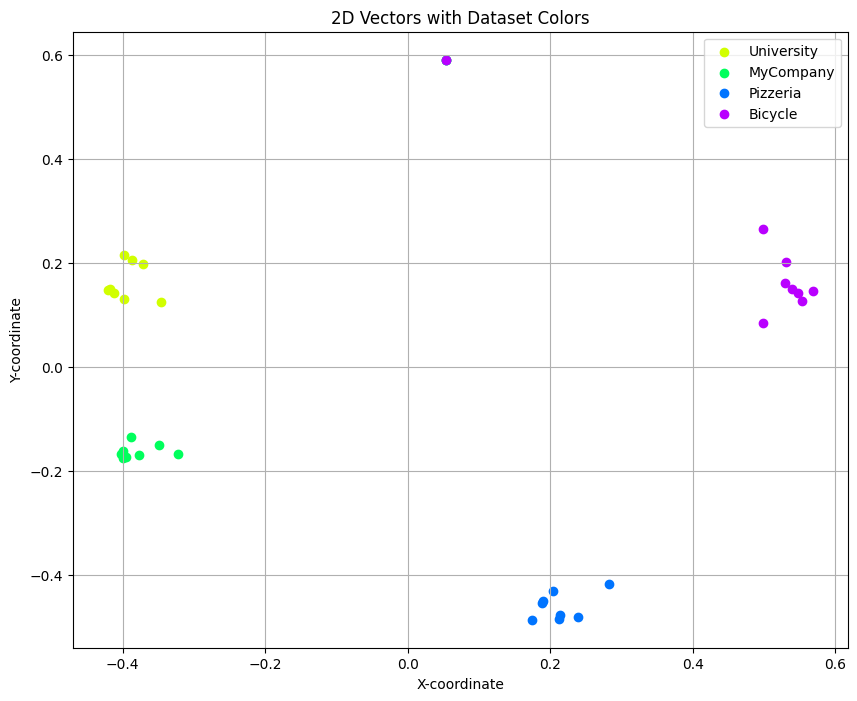 2D Vectors with Dataset Colors
University
MyCompany
Pizzeria
Bicycle
0.6
0.4
0.2
0.0
−0.2
−0.4
Y-coordinate
−0.4
−0.2
0.0
0.2
0.4
0.6
X-coordinate